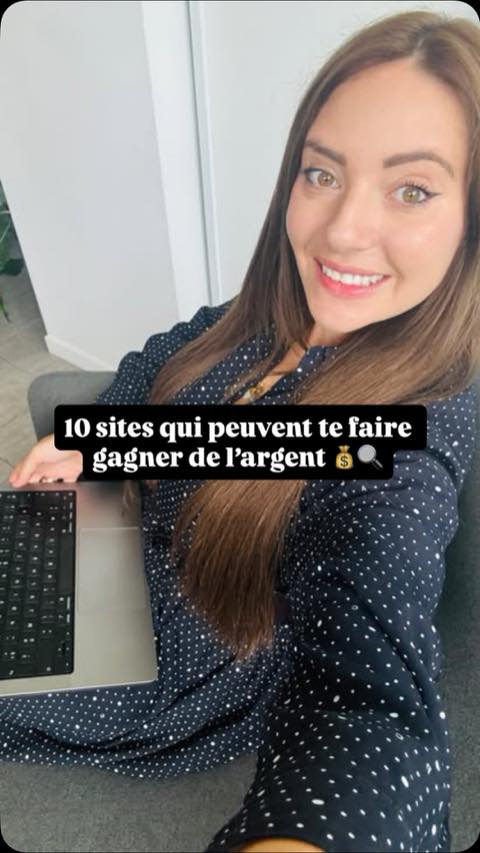 10 sites qui peuvent te faire
gagner de l’argent 💰🔍